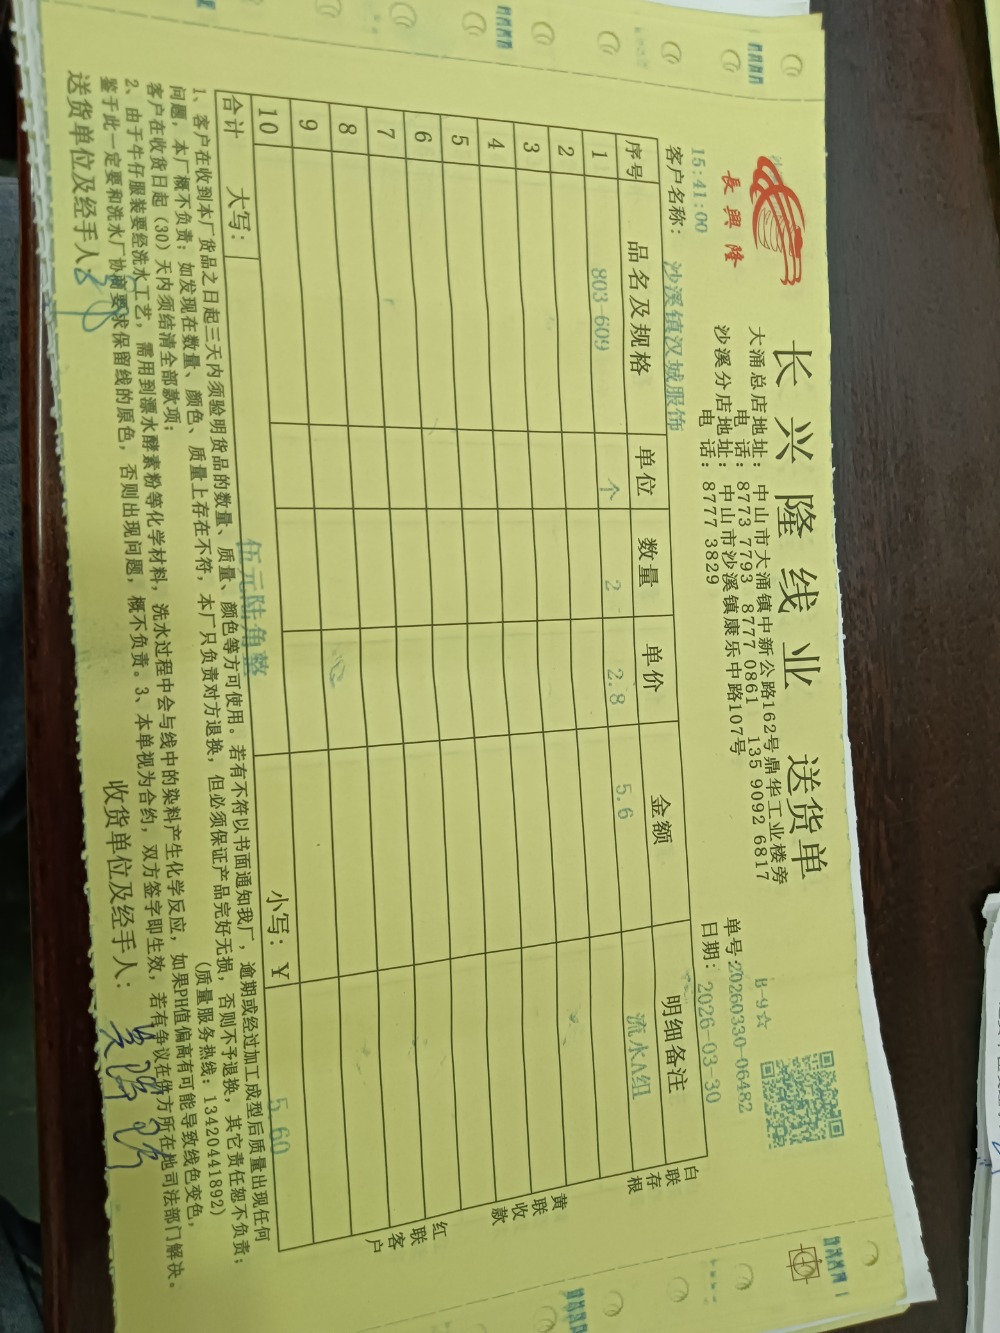 長興隆
长兴隆线业 送货单
B-9☆
大涌总店地址：中山市大涌镇中新公路162号鼎华工业楼旁
电 话：8773 7793 8777 0861 135 9092 6817
沙溪分店地址：中山市沙溪镇康乐中路107号
电 话：8777 3829
单号:20260330-06482
15:41:00
日期：2026-03-30
客户名称：沙溪镇汉城服饰
序号 品名及规格 单位 数量 单价 金额 明细备注
1 803-609 个 2 2.8 5.6 流水A组
2
3
4
5
6
7
8
9
10
合计 大写： 伍元陆角整 小写：￥ 5.60
白联存根
黄联收款
红联客户
1、客户在收到本厂货品之日起三天内须验明货品的数量、质量、颜色等方可使用。若有不符以书面通知我厂，逾期或经过加工成型后质量出现任何
问题，本厂概不负责；如发现在数量、颜色、质量上存在不符，本厂只负责对方退换，但必须保证产品完好无损，否则不予退换，其它责任恕不负责；
客户在收货日起（30）天内须结清全部款项； （质量服务热线：13420441892）
2、由于牛仔服装要经洗水工艺，需用到漂水酵素粉等化学材料，洗水过程中会与线中的染料产生化学反应，如果PH值偏高有可能导致线色变色，
鉴于此一定要和洗水厂协商要求保留线的原色，否则出现问题，概不负责。3、本单视为合约，双方签字即生效，若有争议在供方所在地司法部门解决。
送货单位及经手人： 收货单位及经手人：